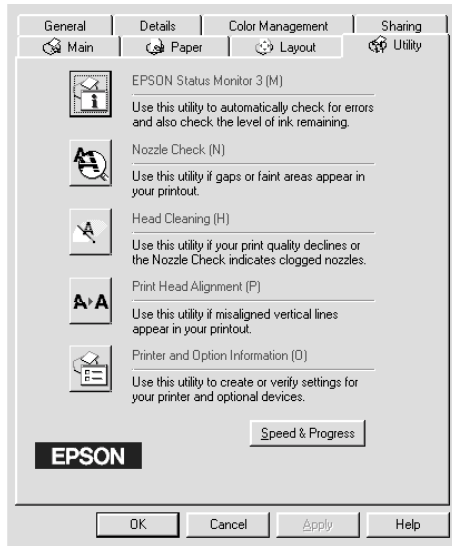 General Details Color Management Sharing
Main Paper Layout Utility
EPSON Status Monitor 3 (M)
Use this utility to automatically check for errors
and also check the level of ink remaining.
Nozzle Check (N)
Use this utility if gaps or faint areas appear in
your printout.
Head Cleaning (H)
Use this utility if your print quality declines or
the Nozzle Check indicates clogged nozzles.
Print Head Alignment (P)
Use this utility if misaligned vertical lines
appear in your printout.
Printer and Option Information (O)
Use this utility to create or verify settings for
your printer and optional devices.
Speed & Progress
EPSON
OK Cancel Apply Help